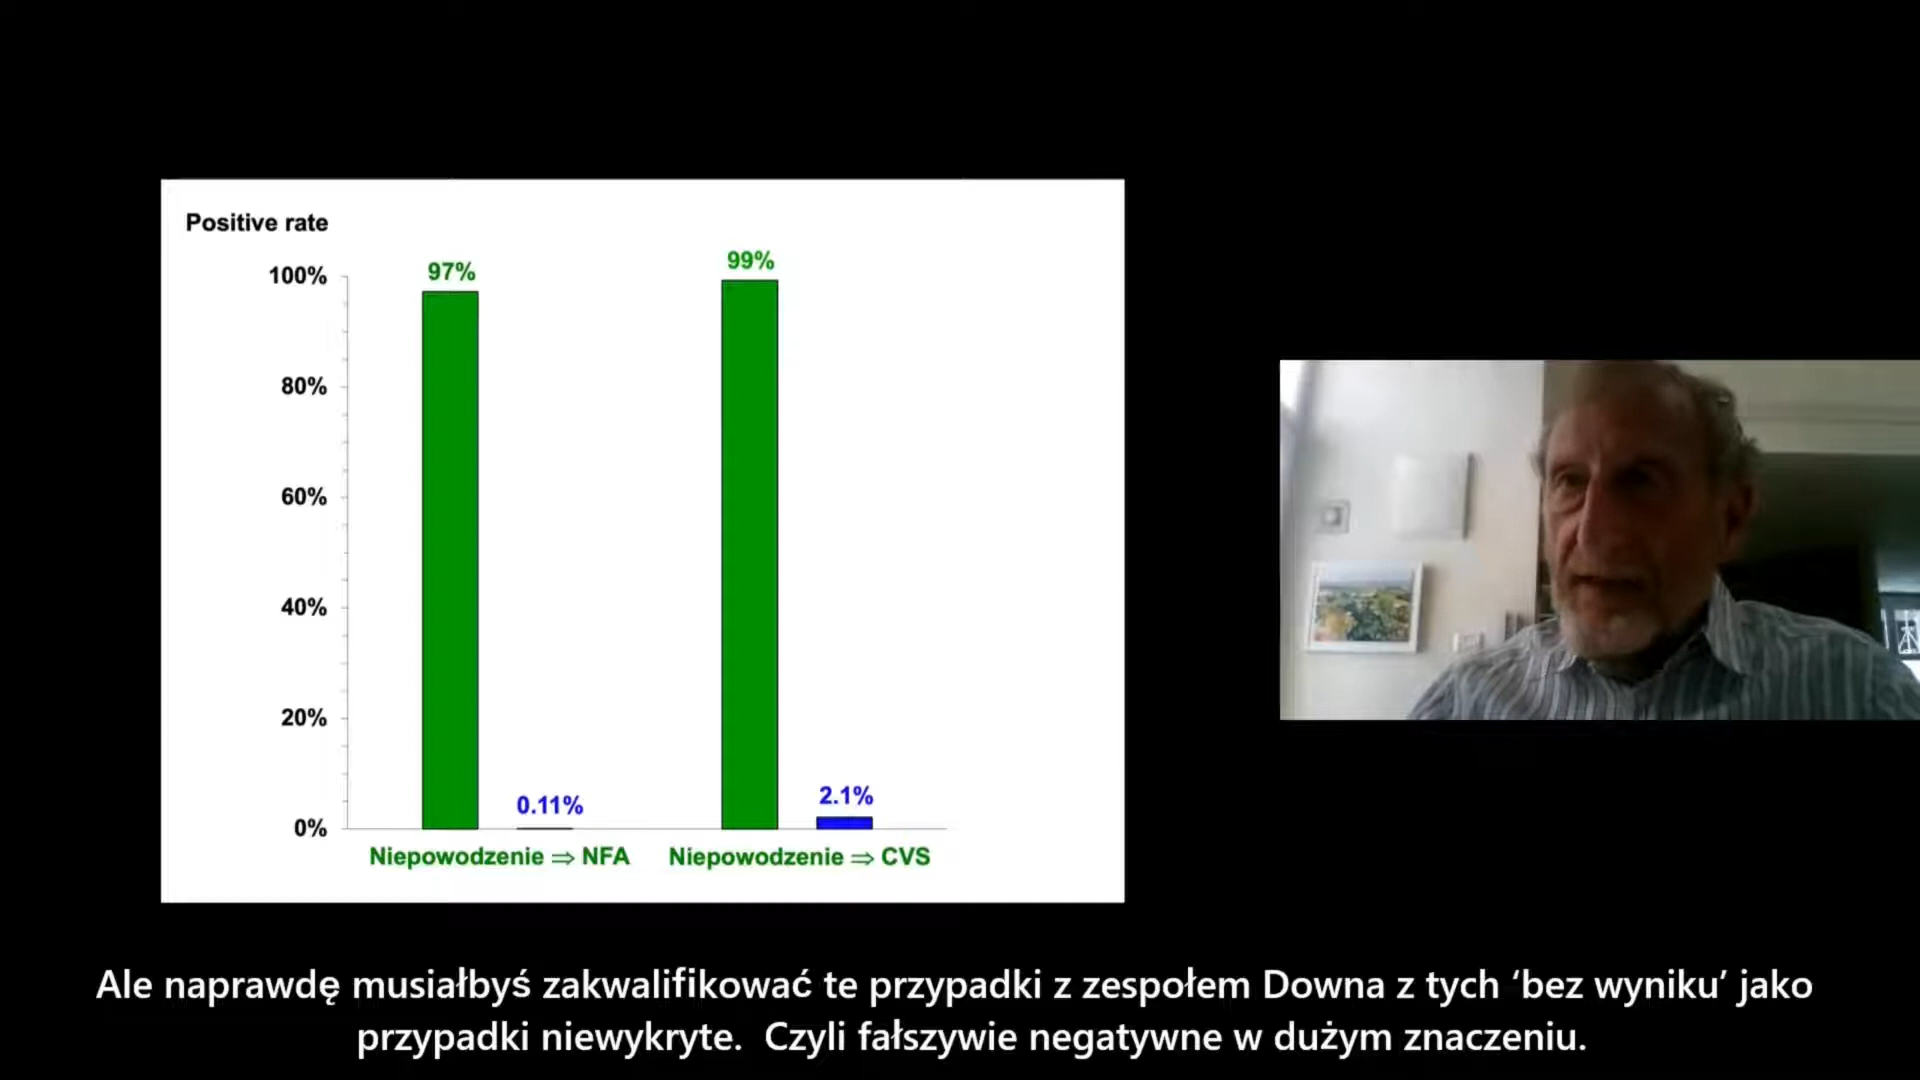 Positive rate
100%
80%
60%
40%
20%
0%
97%
0.11%
99%
2.1%
Niepowodzenie ⇒ NFA
Niepowodzenie ⇒ CVS
Ale naprawdę musiałbyś zakwalifikować te przypadki z zespołem Downa z tych ‘bez wyniku’ jako
przypadki niewykryte.  Czyli fałszywie negatywne w dużym znaczeniu.